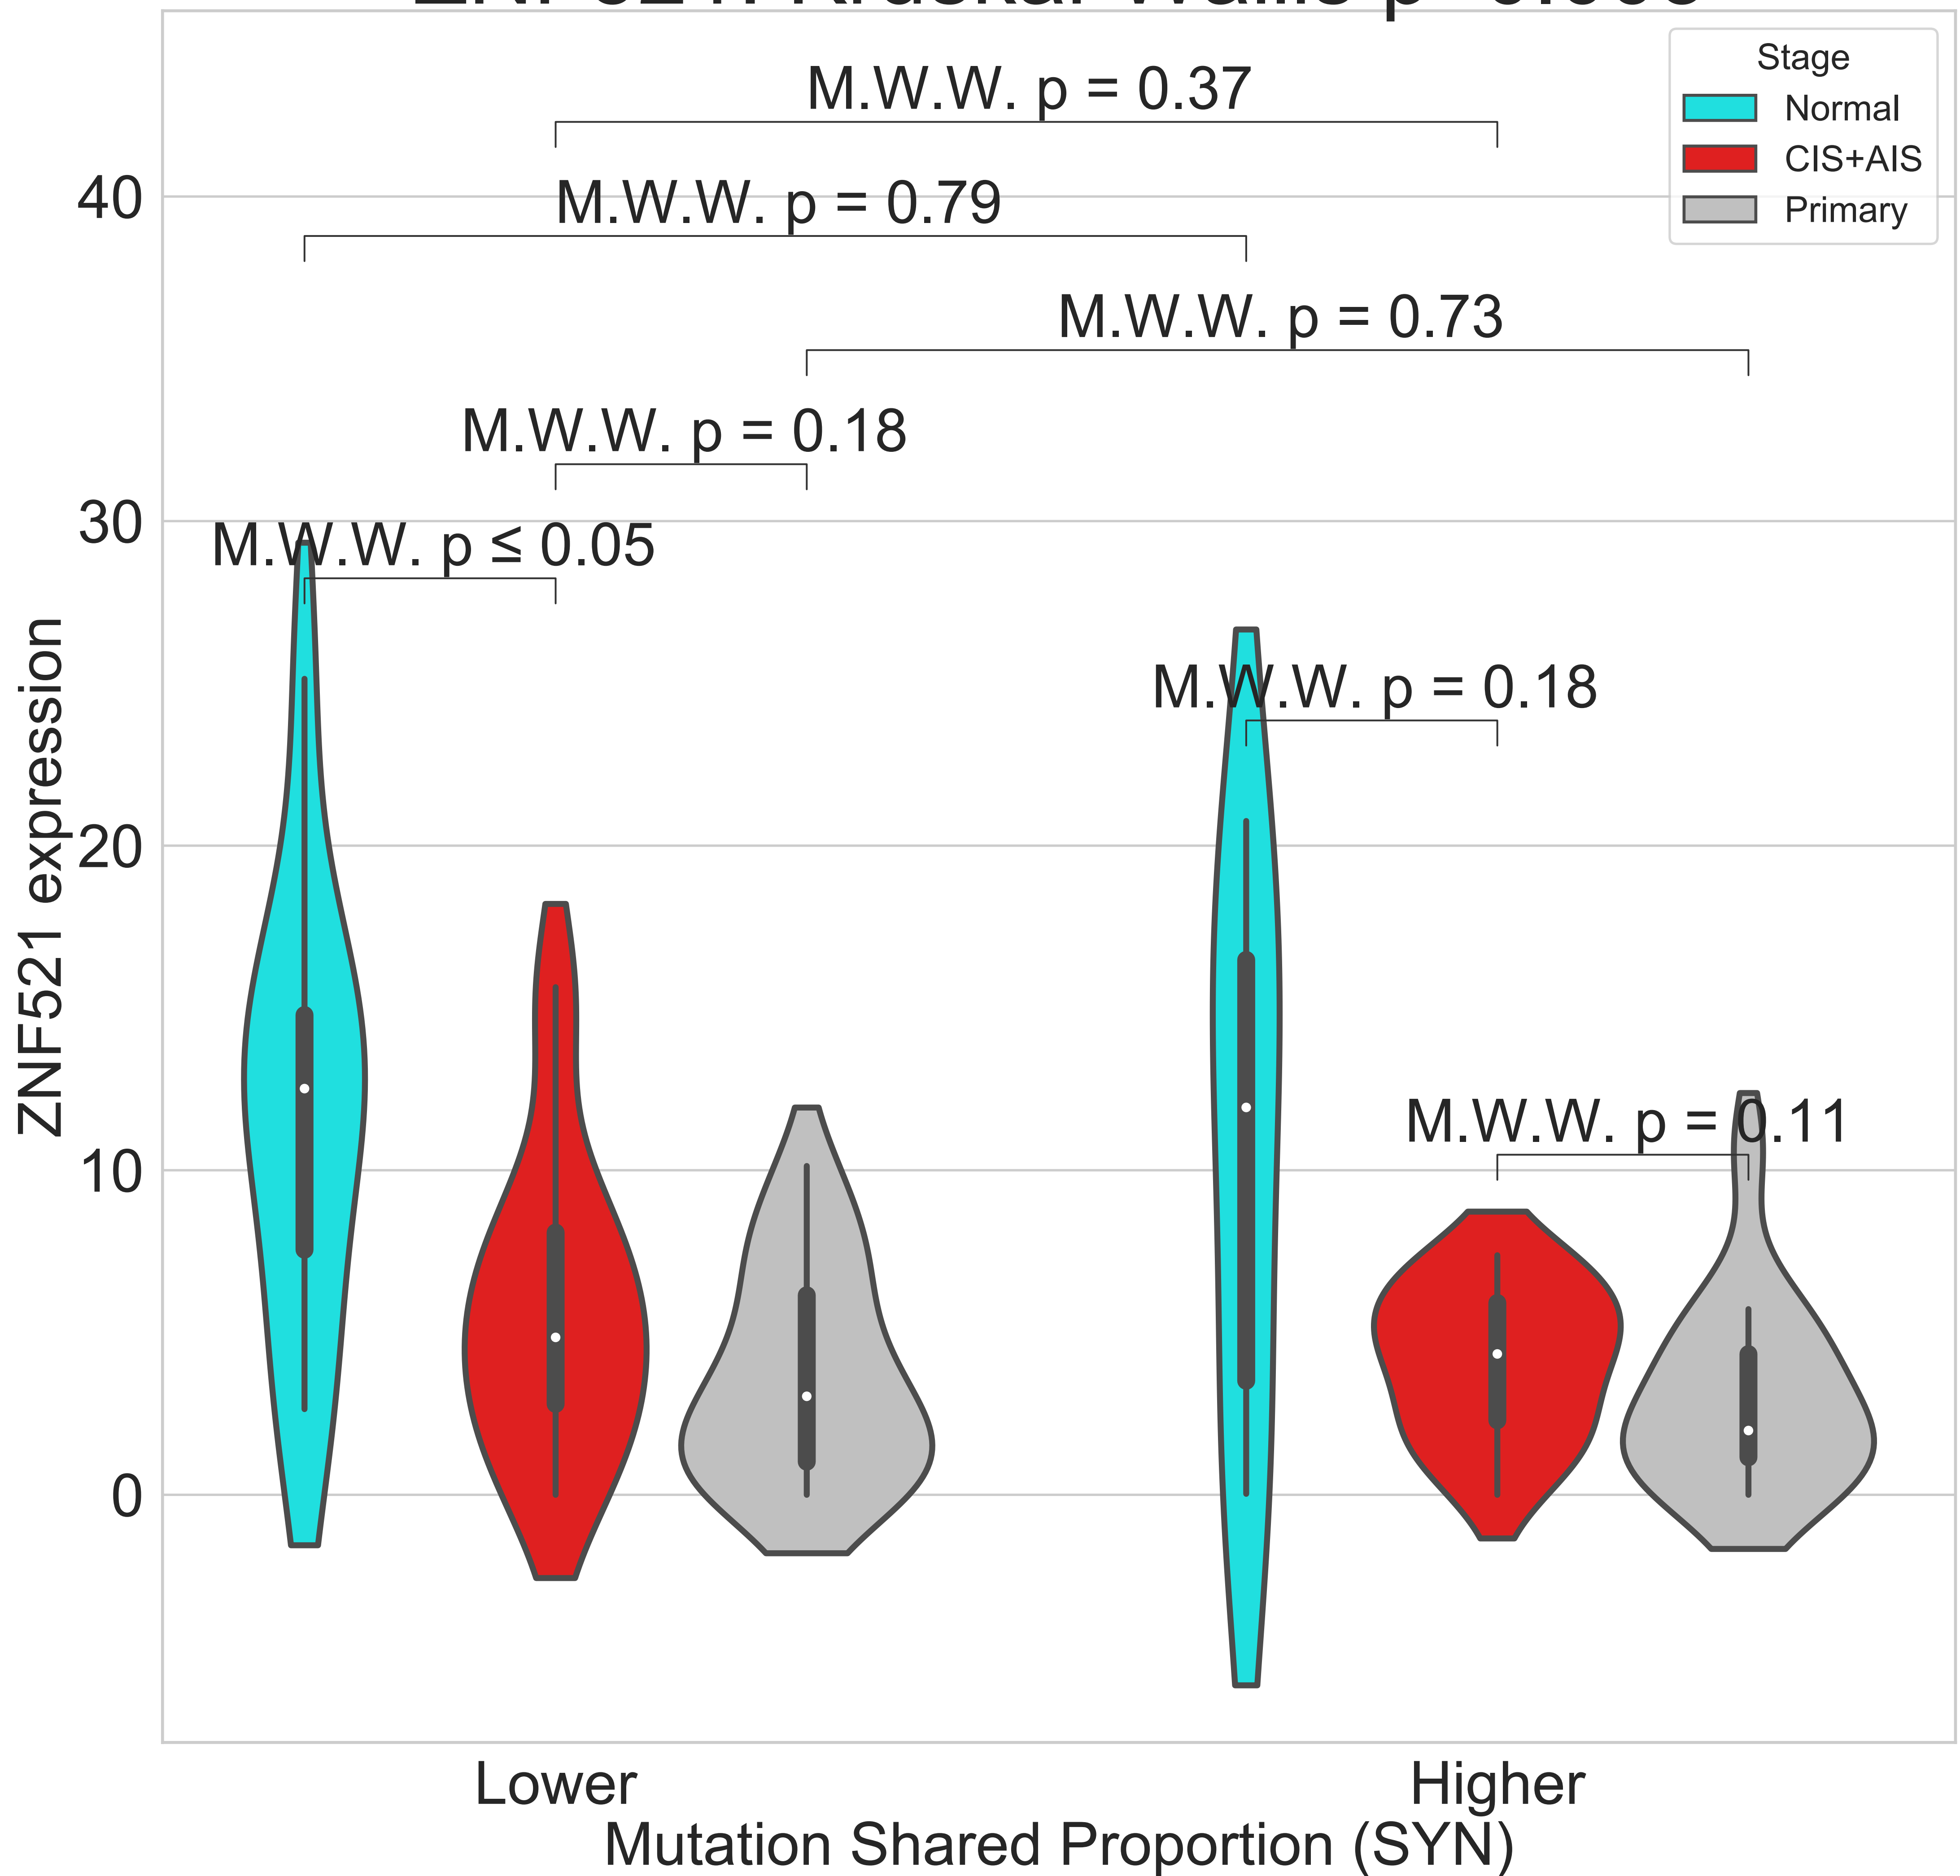 Stage
Normal
CIS+AIS
Primary
M.W.W. p = 0.37
M.W.W. p = 0.79
M.W.W. p = 0.73
M.W.W. p = 0.18
M.W.W. p ≤ 0.05
M.W.W. p = 0.18
M.W.W. p = 0.11
40
30
20
10
0
ZNF521 expression
Lower
Higher
Mutation Shared Proportion (SYN)